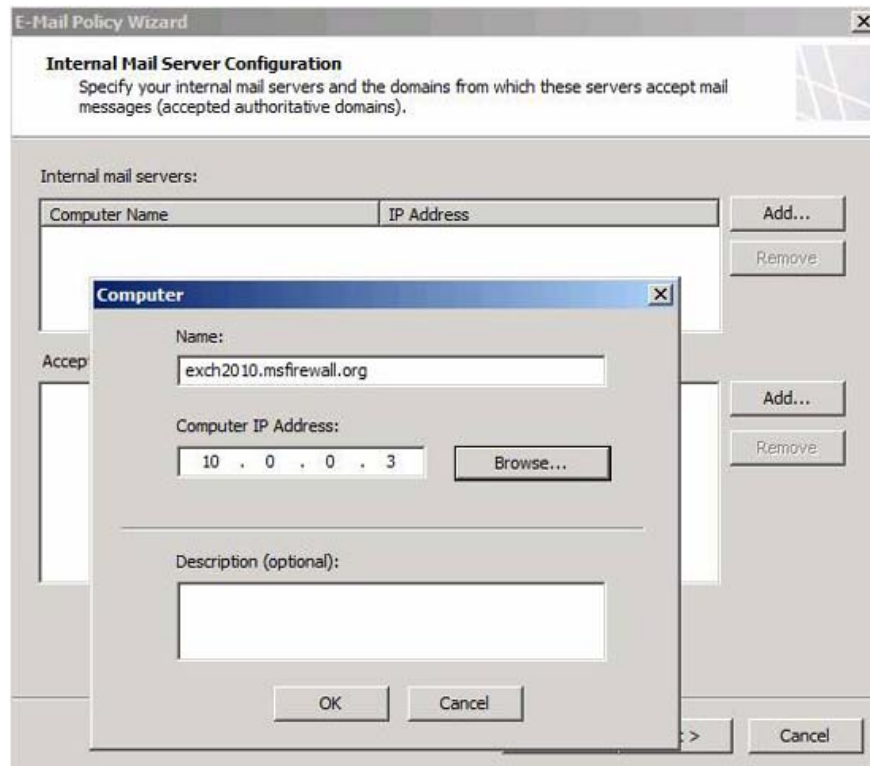 E-Mail Policy Wizard
Internal Mail Server Configuration
Specify your internal mail servers and the domains from which these servers accept mail
messages (accepted authoritative domains).
Internal mail servers:
Computer Name IP Address
Add...
Remove
Computer
Name:
exch2010.msfirewall.org
Accep
Add...
Computer IP Address:
10 . 0 . 0 . 3
Browse...
Remove
Description (optional):
OK Cancel
>
Cancel